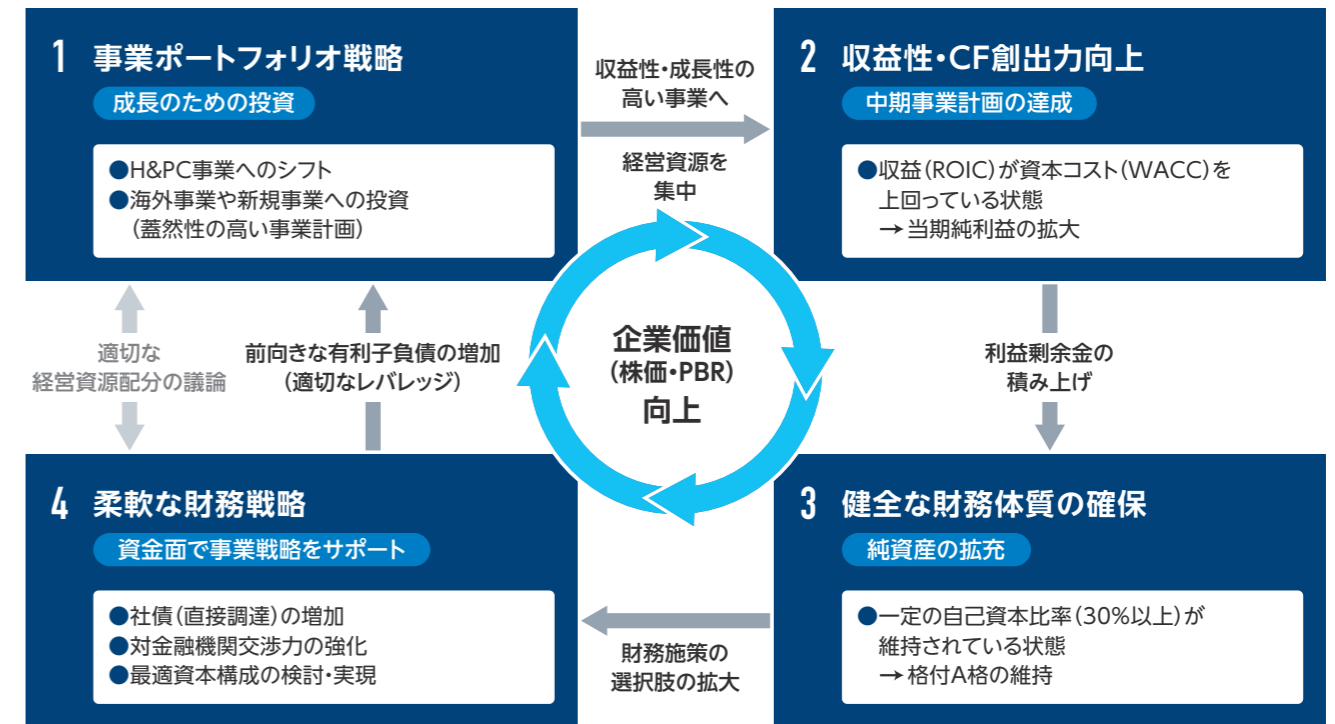 1 事業ポートフォリオ戦略
成長のための投資
●H&PC事業へのシフト
●海外事業や新規事業への投資
(蓋然性の高い事業計画)
収益性・成長性の
高い事業へ
経営資源を
集中
2 収益性・CF創出力向上
中期事業計画の達成
●収益(ROIC)が資本コスト(WACC)を
上回っている状態
→当期純利益の拡大
適切な
経営資源配分の議論
前向きな有利子負債の増加
(適切なレバレッジ)
企業価値
(株価・PBR)
向上
利益剰余金の
積み上げ
4 柔軟な財務戦略
資金面で事業戦略をサポート
●社債(直接調達)の増加
●対金融機関交渉力の強化
●最適資本構成の検討・実現
財務施策の
選択肢の拡大
3 健全な財務体質の確保
純資産の拡充
●一定の自己資本比率(30%以上)が
維持されている状態
→格付A格の維持